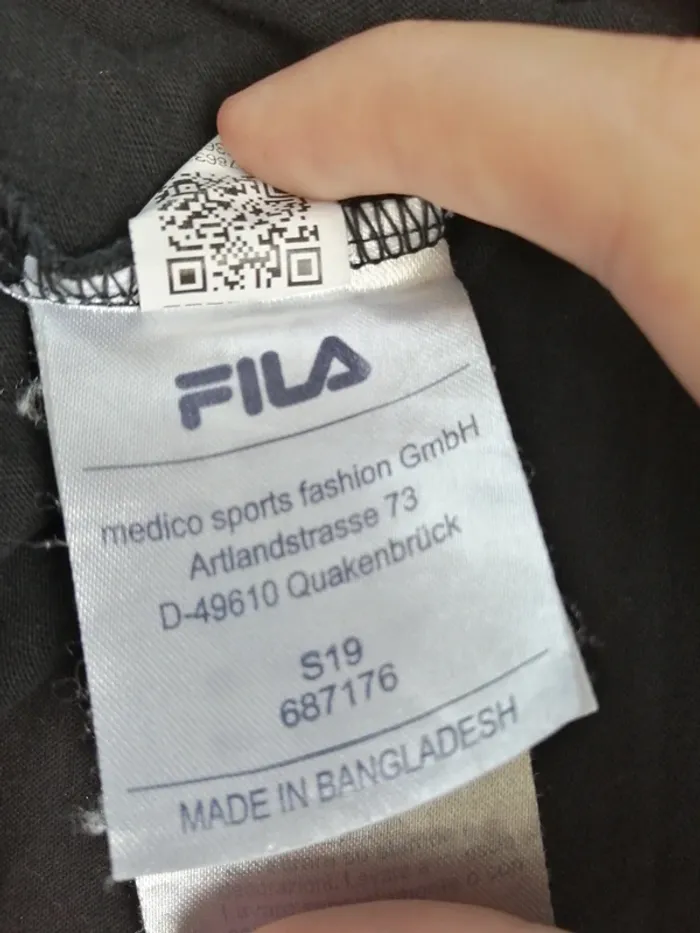 FILA
medico sports fashion GmbH
Artlandstrasse 73
D-49610 Quakenbrück
S19
687176
MADE IN BANGLADESH